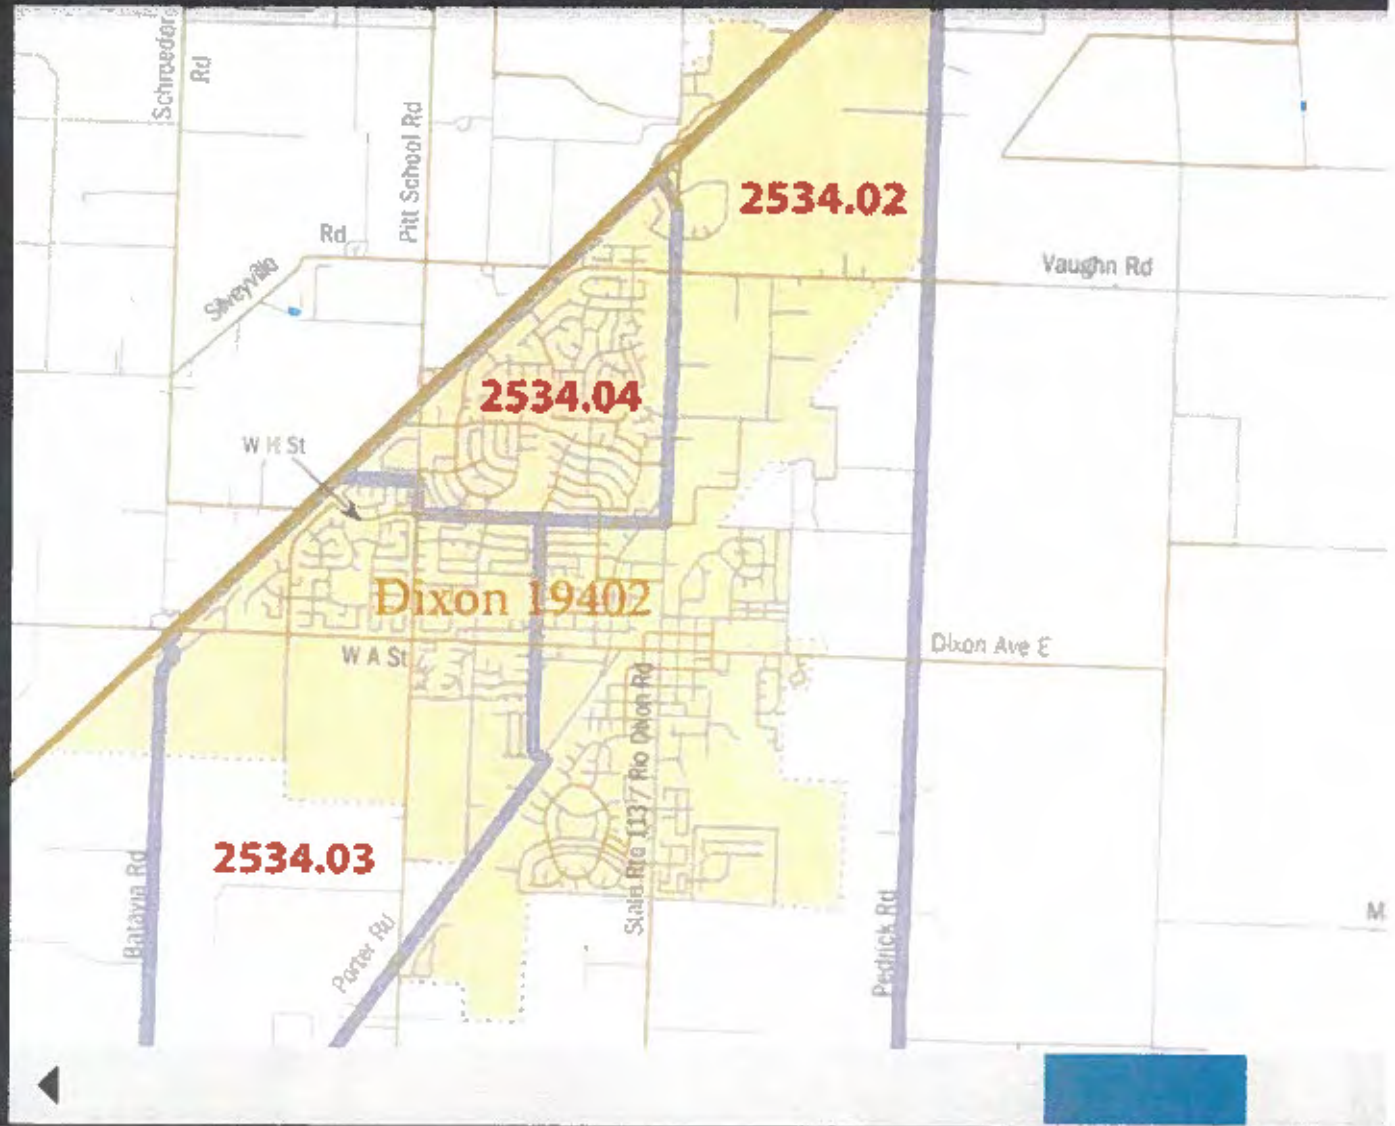 Schroeder
Rd
Pitt School Rd
2534.02
Rd
Silveyville
Vaughn Rd
2534.04
W H St
Dixon 19402
W A St
Dixon Ave E
State Rte 113 / Rio Dixon Rd
2534.03
Batavia Rd
Porter Rd
Pedrick Rd
M